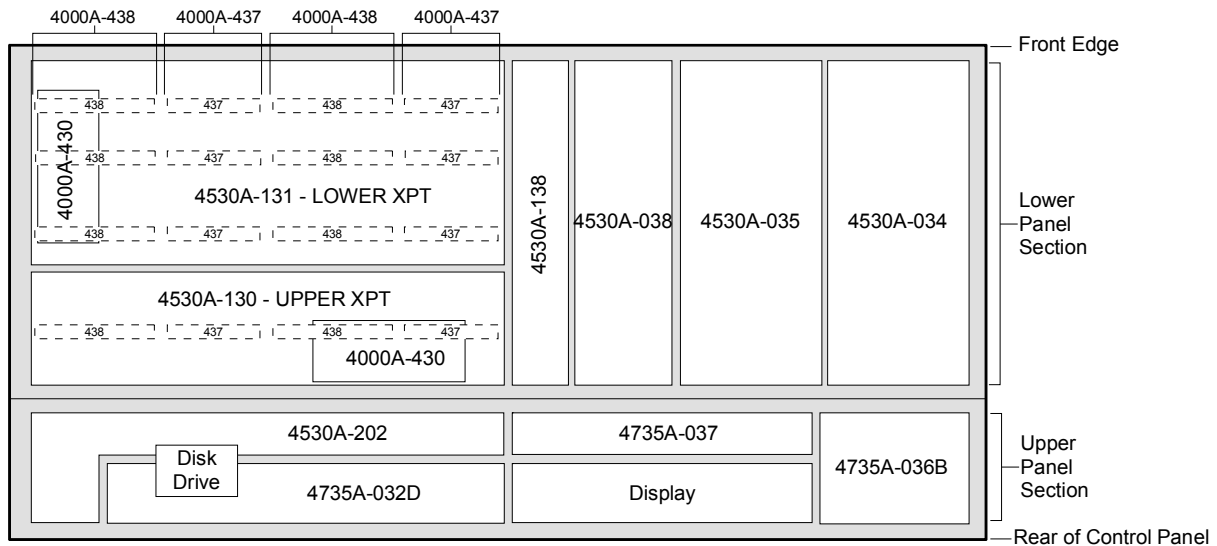 4000A-438 4000A-437 4000A-438 4000A-437
Front Edge
438 437 438 437
4000A-430
438 437 438 437
4530A-131 - LOWER XPT
438 437 438 437
4530A-138
4530A-038
4530A-035
4530A-034
Lower
Panel
Section
4530A-130 - UPPER XPT
438 437 438 437
4000A-430
4530A-202
4735A-037
Disk
Drive
4735A-032D
Display
4735A-036B
Upper
Panel
Section
Rear of Control Panel